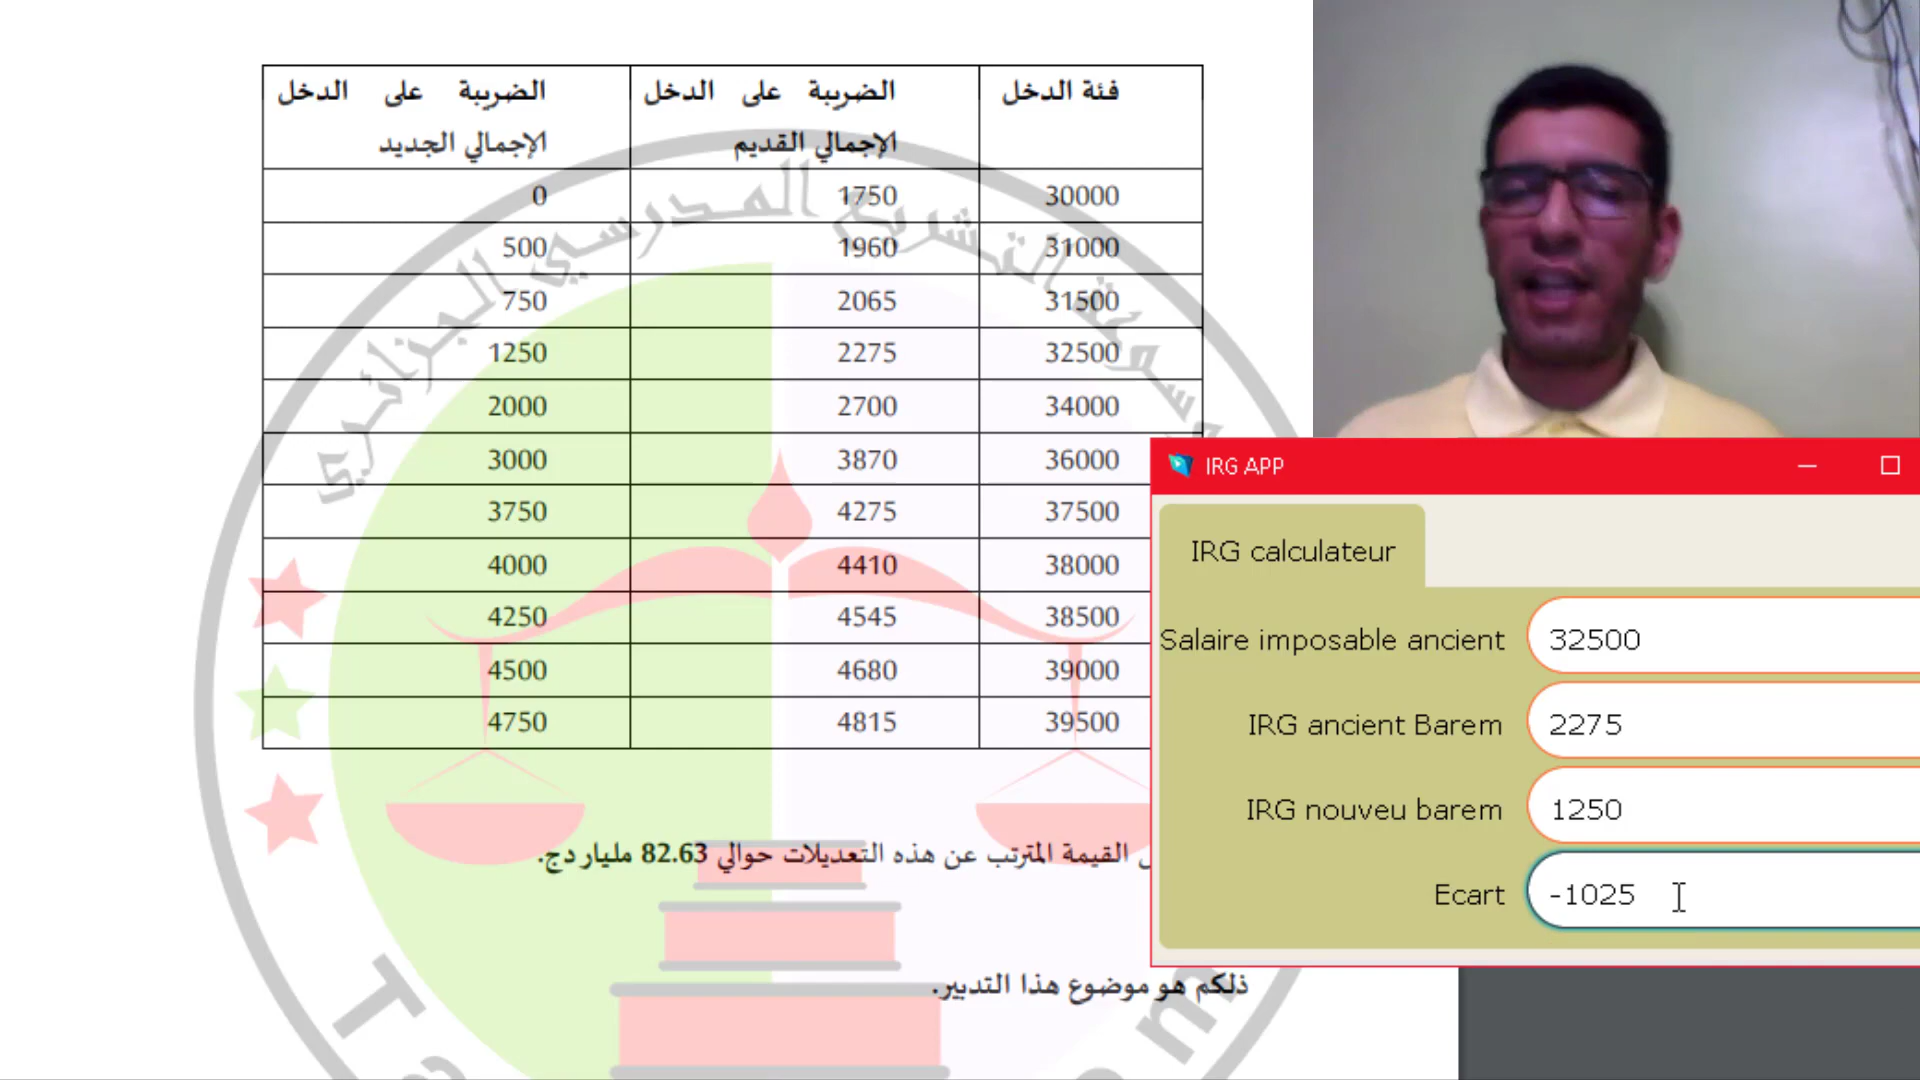 فئة الدخل الضريبة على الدخل الإجمالي القديم الضريبة على الدخل الإجمالي الجديد
30000 1750 0
31000 1960 500
31500 2065 750
32500 2275 1250
34000 2700 2000
36000 3870 3000
37500 4275 3750
38000 4410 4000
38500 4545 4250
39000 4680 4500
39500 4815 4750
القيمة المترتب عن هذه التعديلات حوالي 82.63 مليار دج.
ذلكم هو موضوع هذا التدبير.
التشريع المدرسي الجزائري
IRG APP
IRG calculateur
Salaire imposable ancient 32500
IRG ancient Barem 2275
IRG nouveu barem 1250
Ecart -1025